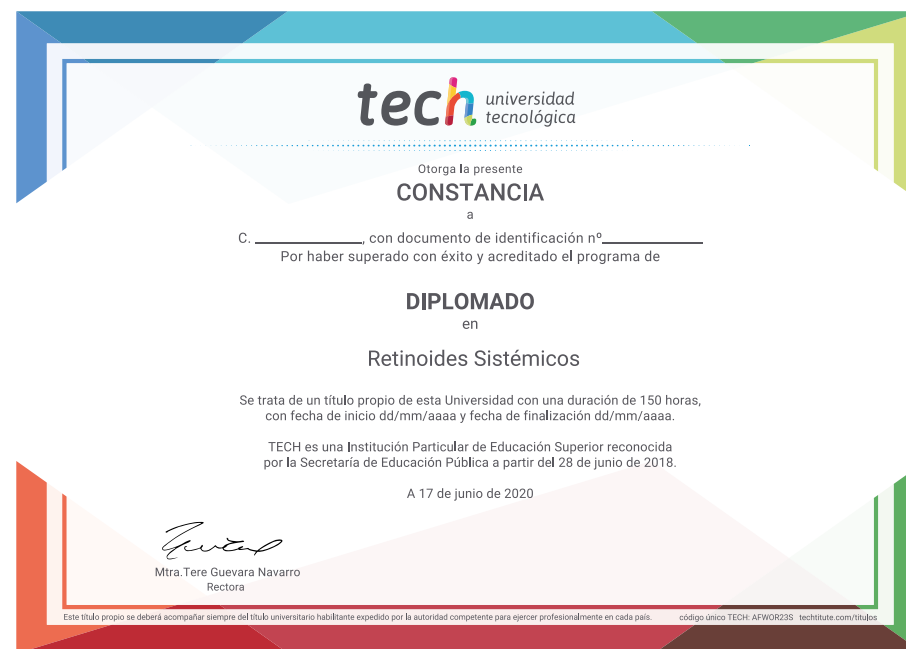 tech universidad
tecnológica
Otorga la presente
CONSTANCIA
a
C. ______________, con documento de identificación nº_____________
Por haber superado con éxito y acreditado el programa de
DIPLOMADO
en
Retinoides Sistémicos
Se trata de un título propio de esta Universidad con una duración de 150 horas,
con fecha de inicio dd/mm/aaaa y fecha de finalización dd/mm/aaaa.
TECH es una Institución Particular de Educación Superior reconocida
por la Secretaría de Educación Pública a partir del 28 de junio de 2018.
A 17 de junio de 2020
Mtra.Tere Guevara Navarro
Rectora
Este título propio se deberá acompañar siempre del título universitario habilitante expedido por la autoridad competente para ejercer profesionalmente en cada país. código único TECH: AFWOR23S techtitute.com/titulos